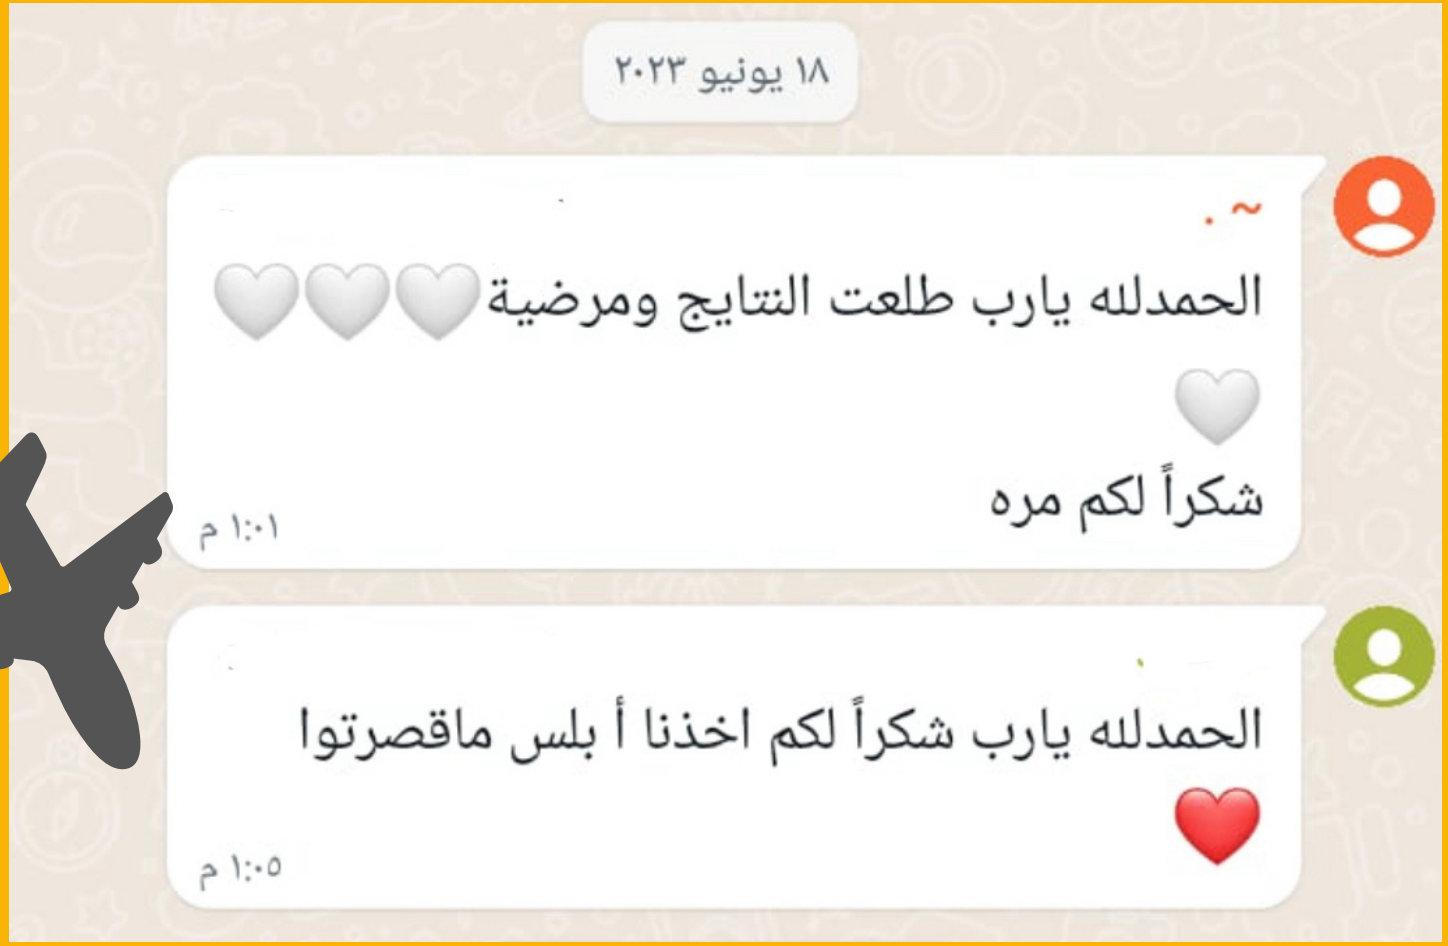 ١٨ يونيو ٢٠٢٣
~ .
الحمدلله يارب طلعت النتايج ومرضية🤍🤍🤍
🤍
شكراً لكم مره
١:٠١ م
الحمدلله يارب شكراً لكم اخذنا أ بلس ماقصرتوا
❤️
١:٠٥ م